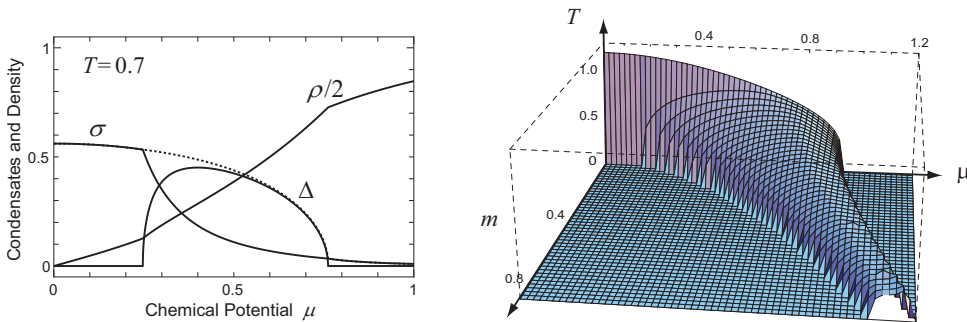 Condensates and Density
1
0.5
0
T=0.7
σ
ρ/2
Δ
0
0.5
1
Chemical Potential μ
T
0.4
0.8
1.2
1.0
0.5
0
μ
m
0.4
0.8